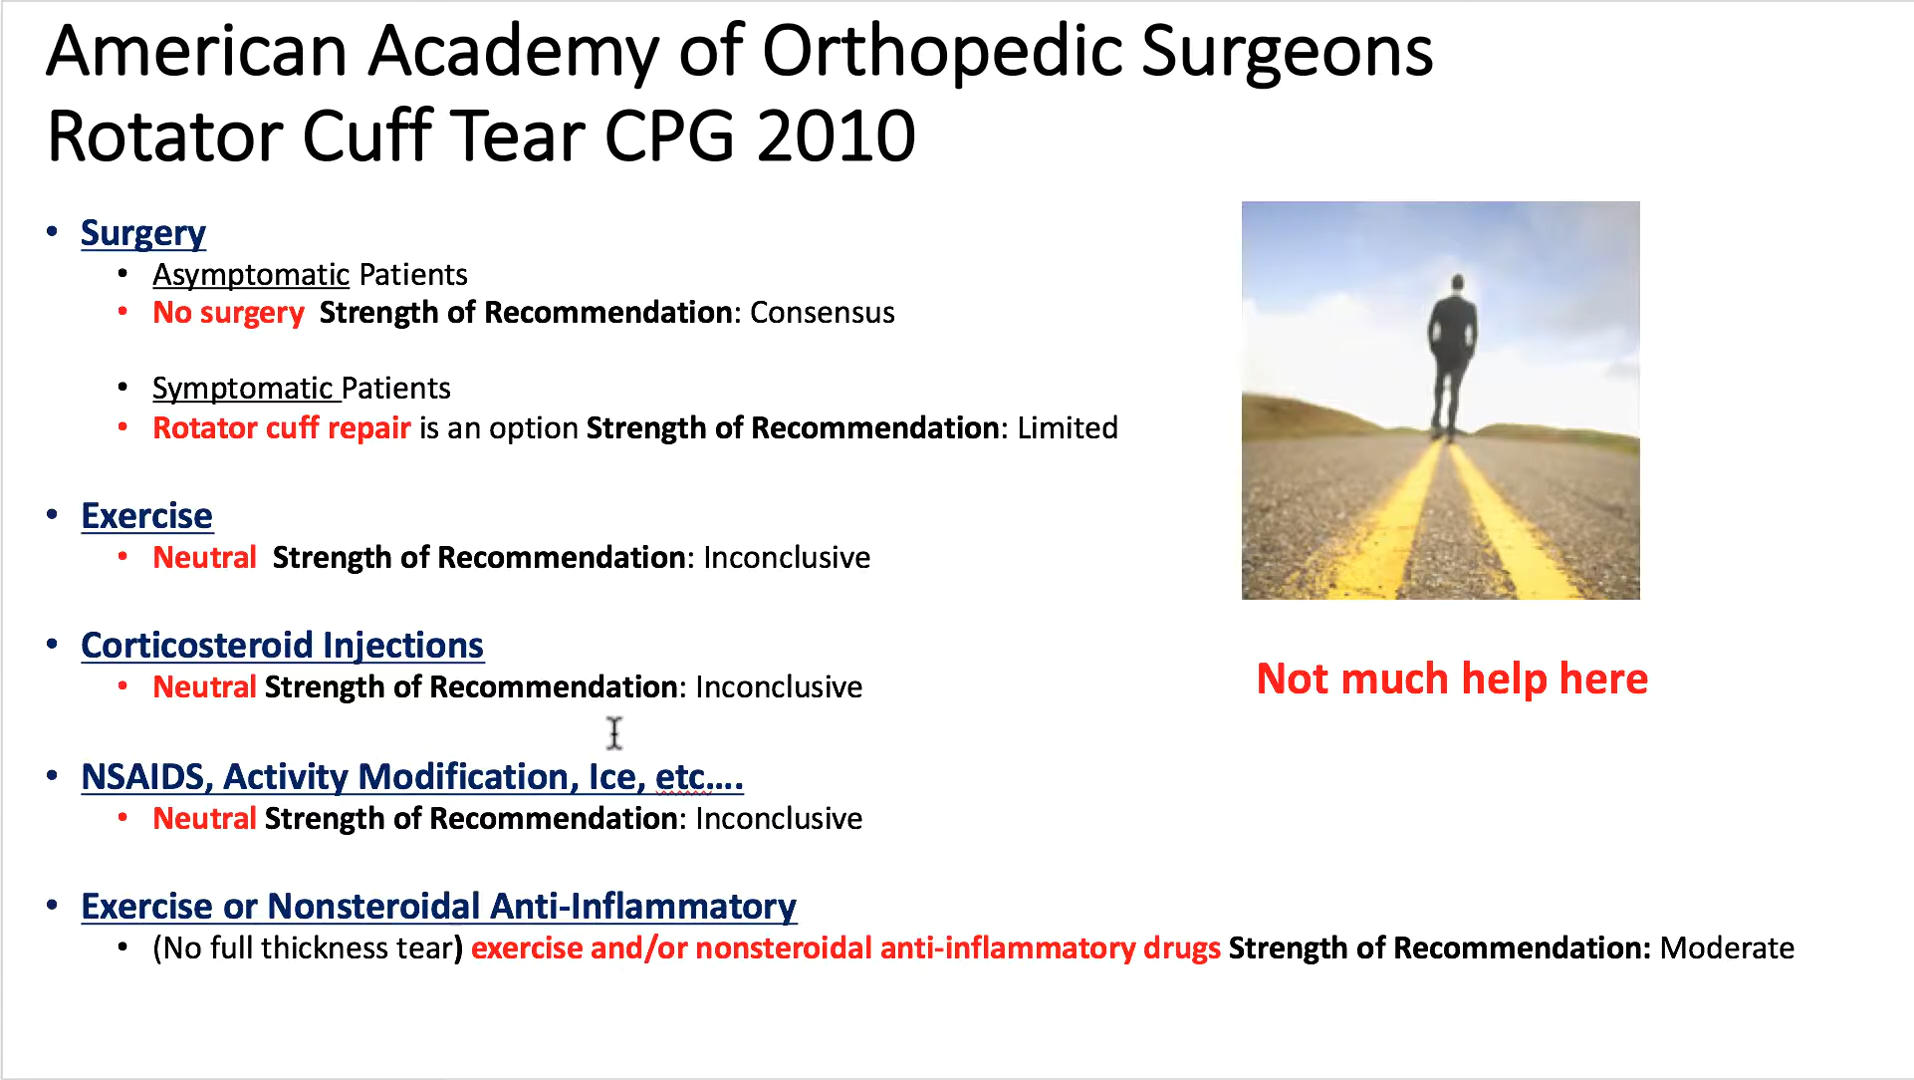 American Academy of Orthopedic Surgeons
Rotator Cuff Tear CPG 2010
• Surgery
• Asymptomatic Patients
• No surgery Strength of Recommendation: Consensus
• Symptomatic Patients
• Rotator cuff repair is an option Strength of Recommendation: Limited
• Exercise
• Neutral Strength of Recommendation: Inconclusive
• Corticosteroid Injections
• Neutral Strength of Recommendation: Inconclusive
• NSAIDS, Activity Modification, Ice, etc….
• Neutral Strength of Recommendation: Inconclusive
• Exercise or Nonsteroidal Anti-Inflammatory
• (No full thickness tear) exercise and/or nonsteroidal anti-inflammatory drugs Strength of Recommendation: Moderate
Not much help here